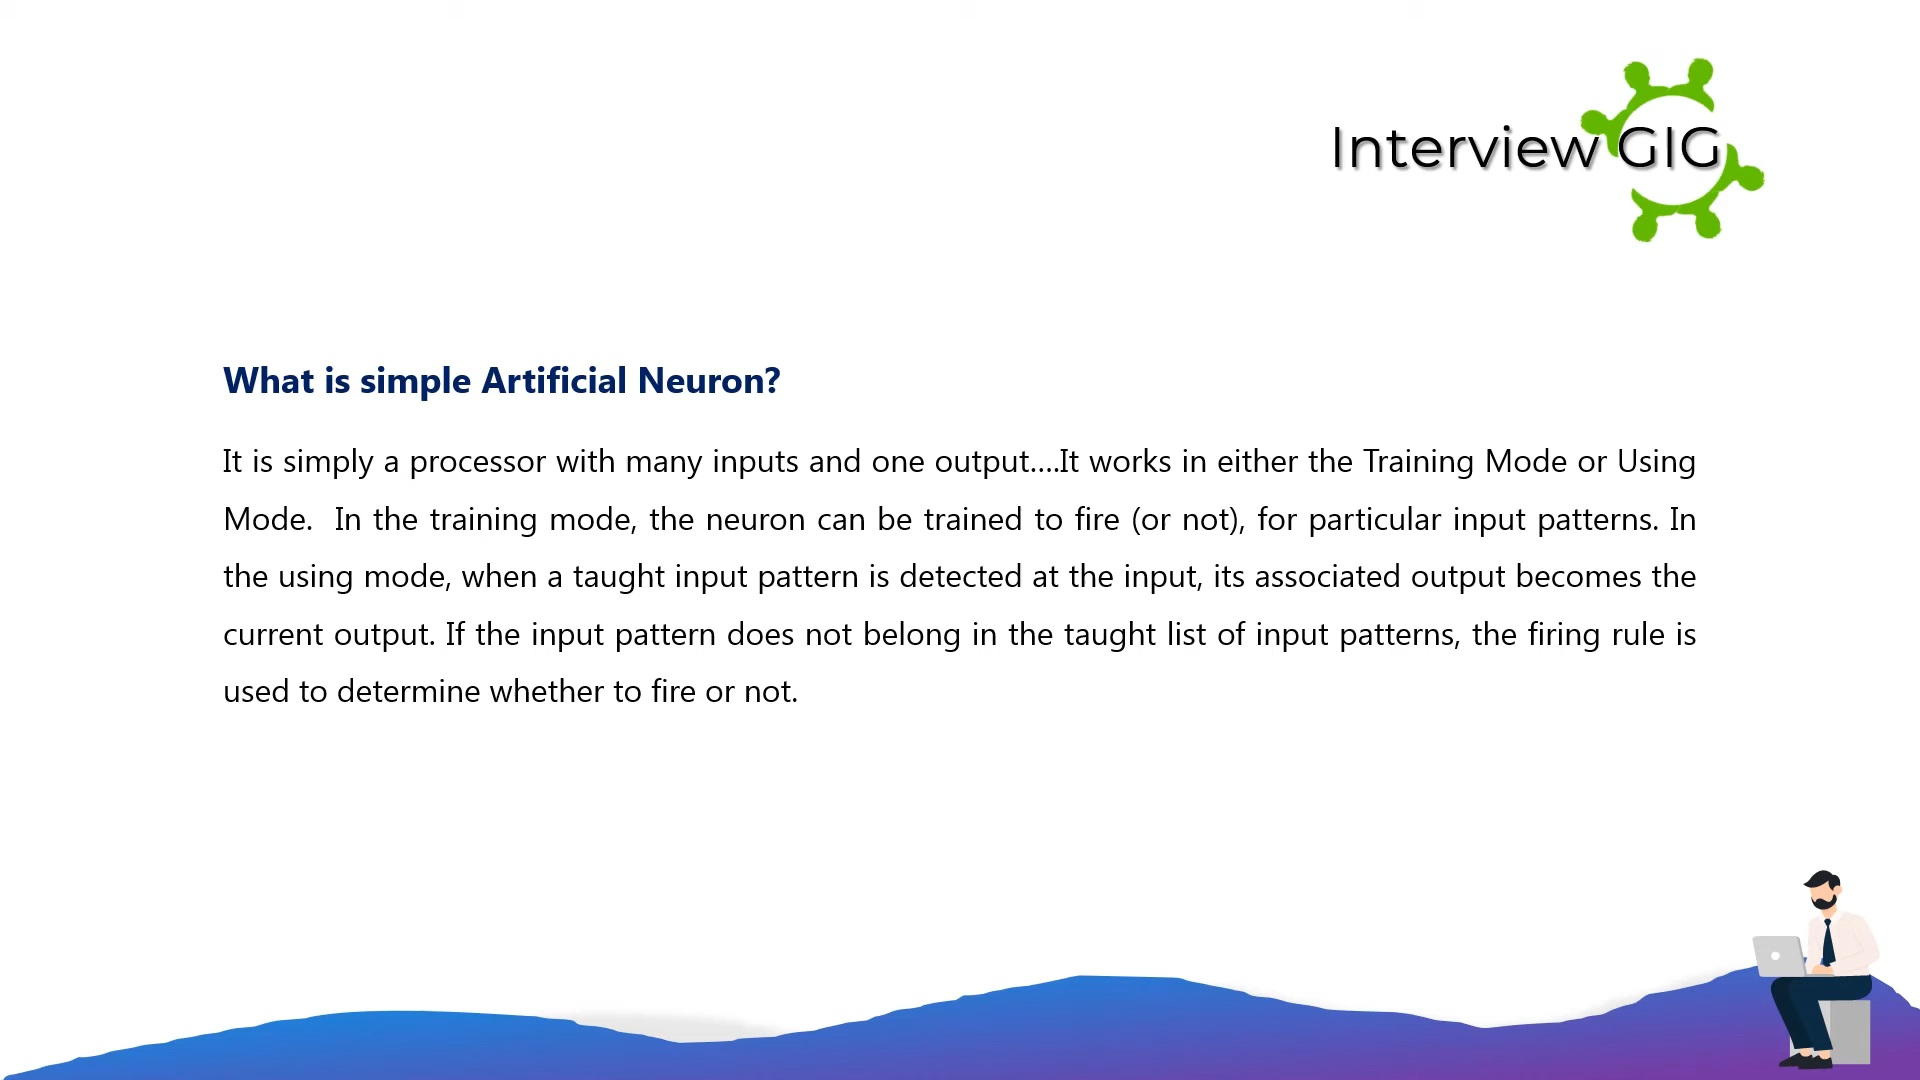 Interview GIG
What is simple Artificial Neuron?
It is simply a processor with many inputs and one output....It works in either the Training Mode or Using
Mode.  In the training mode, the neuron can be trained to fire (or not), for particular input patterns. In
the using mode, when a taught input pattern is detected at the input, its associated output becomes the
current output. If the input pattern does not belong in the taught list of input patterns, the firing rule is
used to determine whether to fire or not.